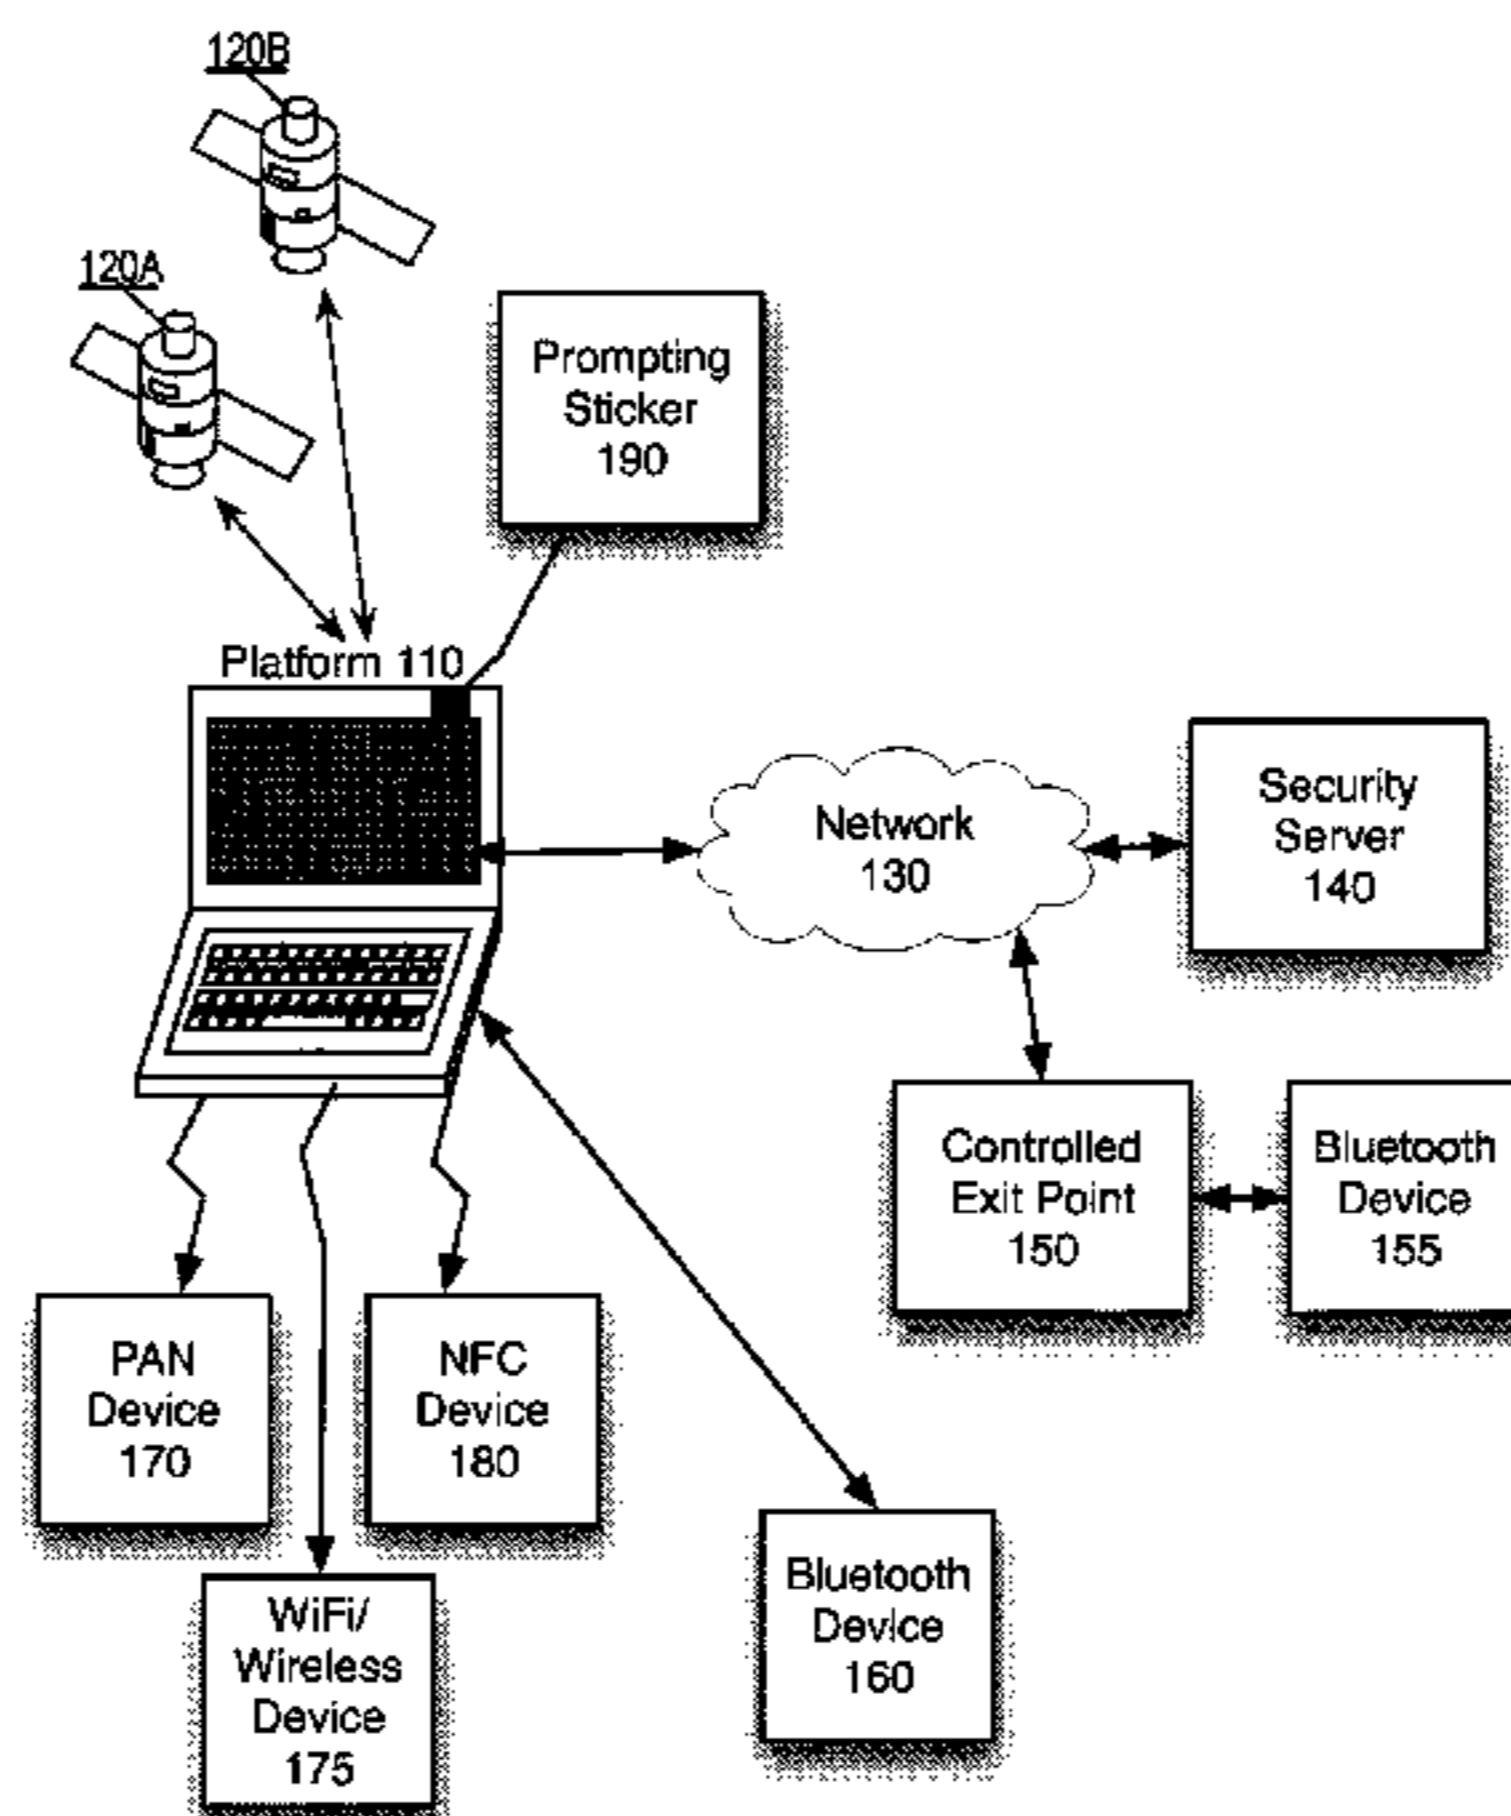 120B
120A
Prompting
Sticker
190
Platform 110
Network
130
Security
Server
140
Controlled
Exit Point
150
Bluetooth
Device
155
PAN
Device
170
NFC
Device
180
WiFi/
Wireless
Device
175
Bluetooth
Device
160